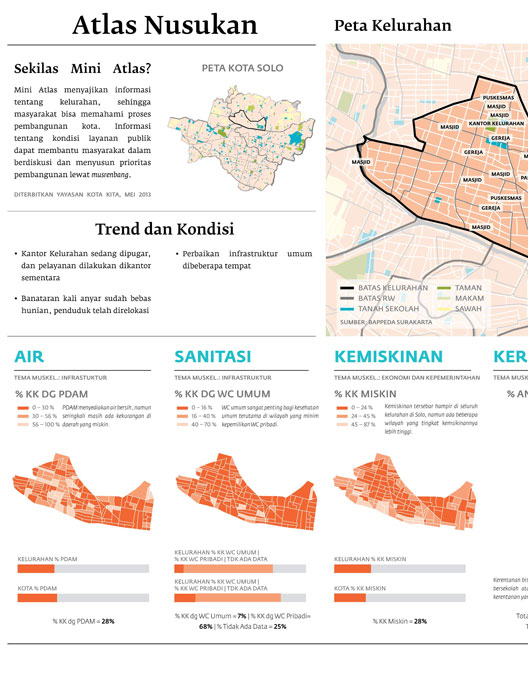 Atlas Nusukan
Sekilas Mini Atlas?
Mini Atlas menyajikan informasi
tentang kelurahan, sehingga
masyarakat bisa memahami proses
pembangunan kota. Informasi
tentang kondisi layanan publik
dapat membantu masyarakat dalam
berdiskusi dan menyusun prioritas
pembangunan lewat musrenbang.
DITERBITKAN YAYASAN KOTA KITA, MEI 2013
PETA KOTA SOLO
Trend dan Kondisi
• Kantor Kelurahan sedang dipugar,
dan pelayanan dilakukan dikantor
sementara
• Banataran kali anyar sudah bebas
hunian, penduduk telah direlokasi
• Perbaikan infrastruktur umum
dibeberapa tempat
Peta Kelurahan
PUSKESMAS
MASJID
MASJID
KANTOR KELURAHAN
MASJID
GEREJA
GEREJA
MASJID
MASJID
MASJID
MASJID
PUSKESMAS
GEREJA
MASJID
MASJID
BATAS KELURAHAN
BATAS RW
TANAH SEKOLAH
TAMAN
MAKAM
SAWAH
SUMBER: BAPPEDA SURAKARTA
AIR
TEMA MUSKEL.: INFRASTUKTUR
% KK DG PDAM
0 – 30 %
30 – 56 %
56 – 100 %
PDAM menyediakan air bersih, namun
seringkali masih ada kekurangan di
daerah yang miskin.
KELURAHAN % PDAM
KOTA % PDAM
% KK dg PDAM = 28%
SANITASI
TEMA MUSKEL.: INFRASTRUKTUR
% KK DG WC UMUM
0 – 16 %
16 – 40 %
40 – 70 %
WC umum sangat penting bagi kesehatan
umum terutama di wilayah yang minim
kepemilikan WC pribadi.
KELURAHAN % KK WC UMUM |
% KK WC PRIBADI | TDK ADA DATA
KELURAHAN % KK WC UMUM |
% KK WC PRIBADI | TDK ADA DATA
% KK dg WC Umum = 7% | % KK dg WC Pribadi=
68% | % Tidak Ada Data = 25%
KEMISKINAN
TEMA MUSKEL.: EKONOMI DAN KEPEMERINTAHAN
% KK MISKIN
0 – 24 %
24 – 45 %
45 – 87 %
Kemiskinan tersebar hampir di seluruh
kelurahan di Solo, namun ada beberapa
wilayah yang tingkat kemiskinannya
lebih tinggi.
KELURAHAN % KK MISKIN
KOTA % KK MISKIN
% KK Miskin = 28%
KER
TEMA MUSKEL.:
% AN
Kerentanan bis
bersekolah at
kerentanan yan
Tota
T